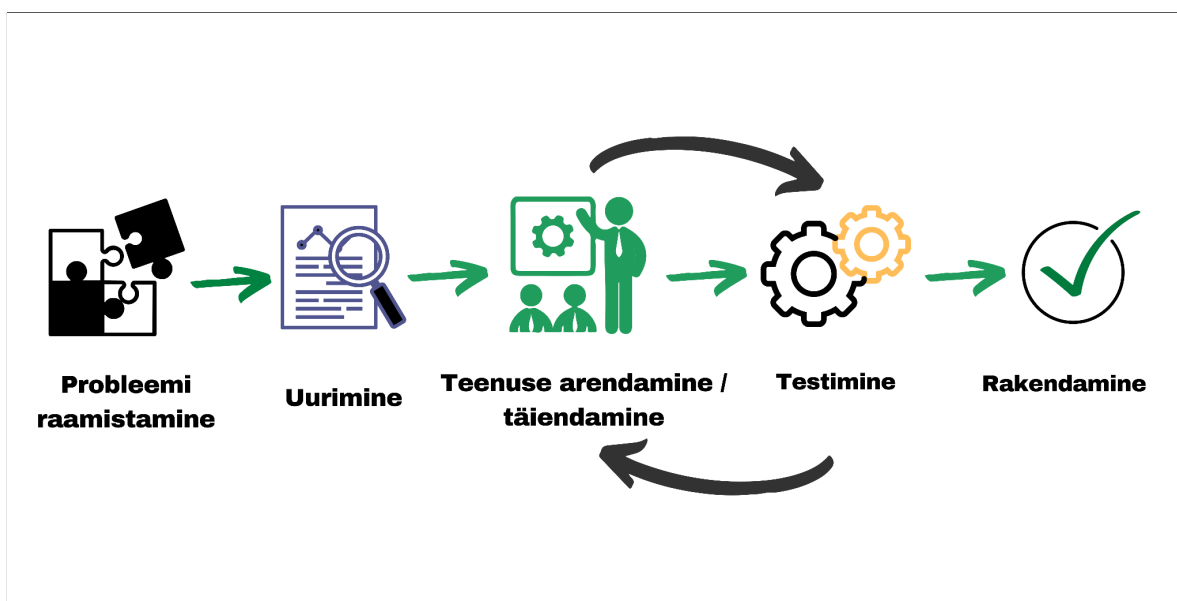 Probleemi
raamistamine
Uurimine
Teenuse arendamine /
täiendamine
Testimine
Rakendamine